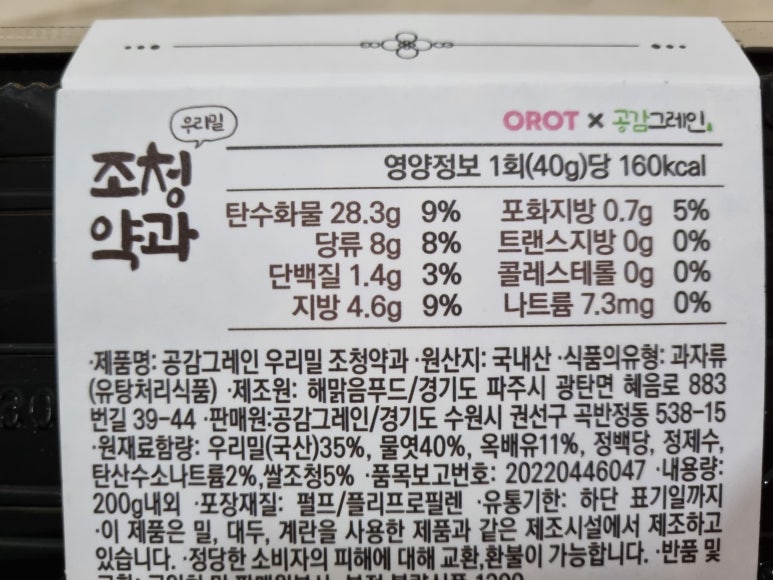 우리밀
조청
약과
OROT × 공감그레인
영양정보 1회(40g)당 160kcal
탄수화물 28.3g 9% 포화지방 0.7g 5%
당류 8g 8% 트랜스지방 0g 0%
단백질 1.4g 3% 콜레스테롤 0g 0%
지방 4.6g 9% 나트륨 7.3mg 0%
·제품명: 공감그레인 우리밀 조청약과 ·원산지: 국내산 ·식품의유형: 과자류
(유탕처리식품) ·제조원: 해맑음푸드/경기도 파주시 광탄면 혜음로 883
번길 39-44 ·판매원:공감그레인/경기도 수원시 권선구 곡반정동 538-15
·원재료함량: 우리밀(국산)35%, 물엿40%, 옥배유11%, 정백당, 정제수,
탄산수소나트륨2%,쌀조청5% ·품목보고번호: 20220446047 ·내용량:
200g내외 ·포장재질: 펄프/플리프로필렌 ·유통기한: 하단 표기일까지
·이 제품은 밀, 대두, 계란을 사용한 제품과 같은 제조시설에서 제조하고
있습니다. ·정당한 소비자의 피해에 대해 교환,환불이 가능합니다. ·반품 및